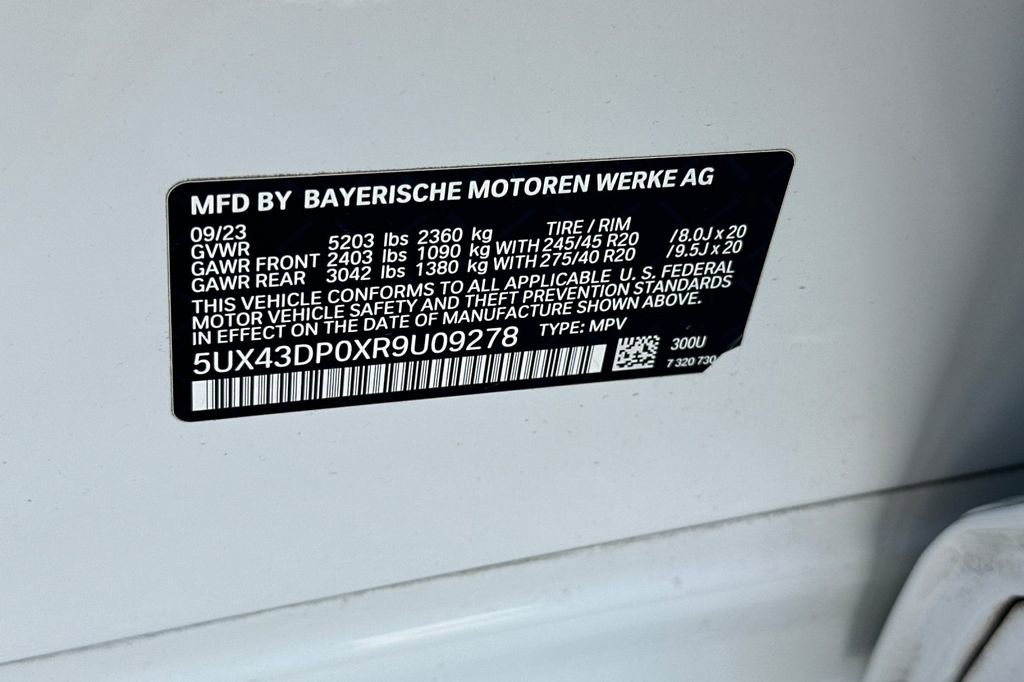 MFD BY BAYERISCHE MOTOREN WERKE AG
09/23 TIRE / RIM
GVWR 5203 lbs 2360 kg
GAWR FRONT 2403 lbs 1090 kg WITH 245/45 R20 /8.0J x 20
GAWR REAR 3042 lbs 1380 kg WITH 275/40 R20 /9.5J x 20
THIS VEHICLE CONFORMS TO ALL APPLICABLE U. S. FEDERAL
MOTOR VEHICLE SAFETY AND THEFT PREVENTION STANDARDS
IN EFFECT ON THE DATE OF MANUFACTURE SHOWN ABOVE.
5UX43DP0XR9U09278 TYPE: MPV
300U
7 320 730